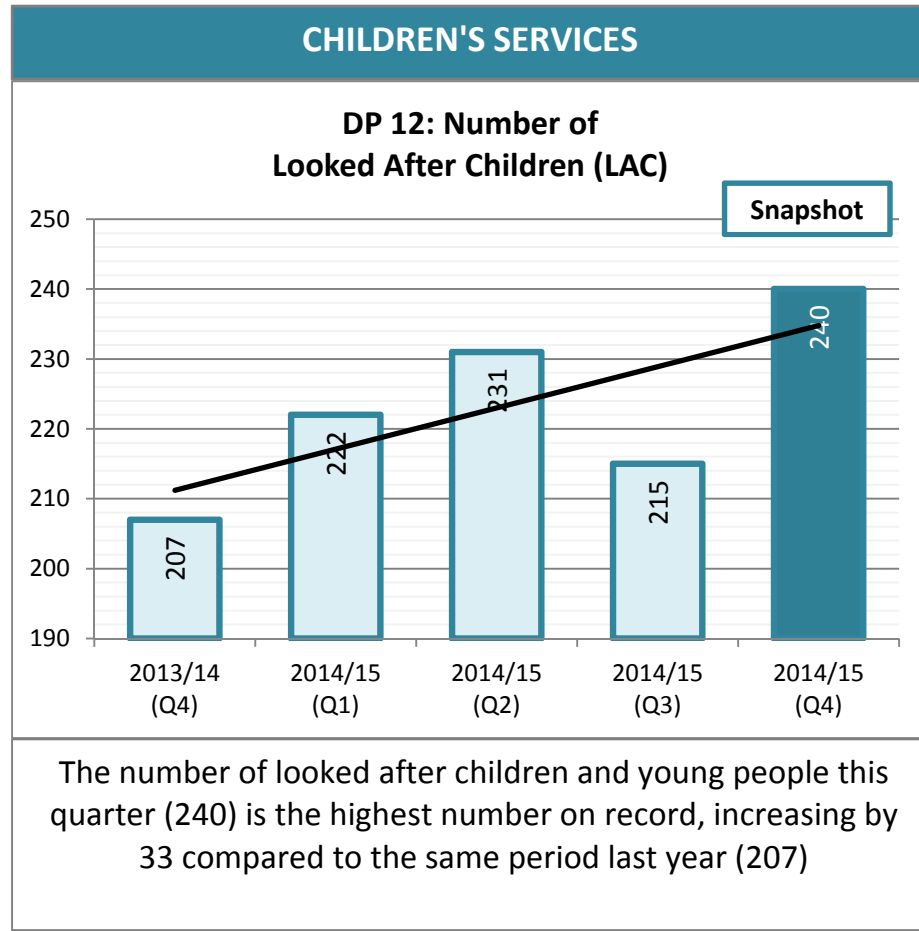 CHILDREN'S SERVICES
DP 12: Number of
Looked After Children (LAC)
Snapshot
250
240
230
220
210
200
190
207
222
231
215
240
2013/14
(Q4)
2014/15
(Q1)
2014/15
(Q2)
2014/15
(Q3)
2014/15
(Q4)
The number of looked after children and young people this
quarter (240) is the highest number on record, increasing by
33 compared to the same period last year (207)